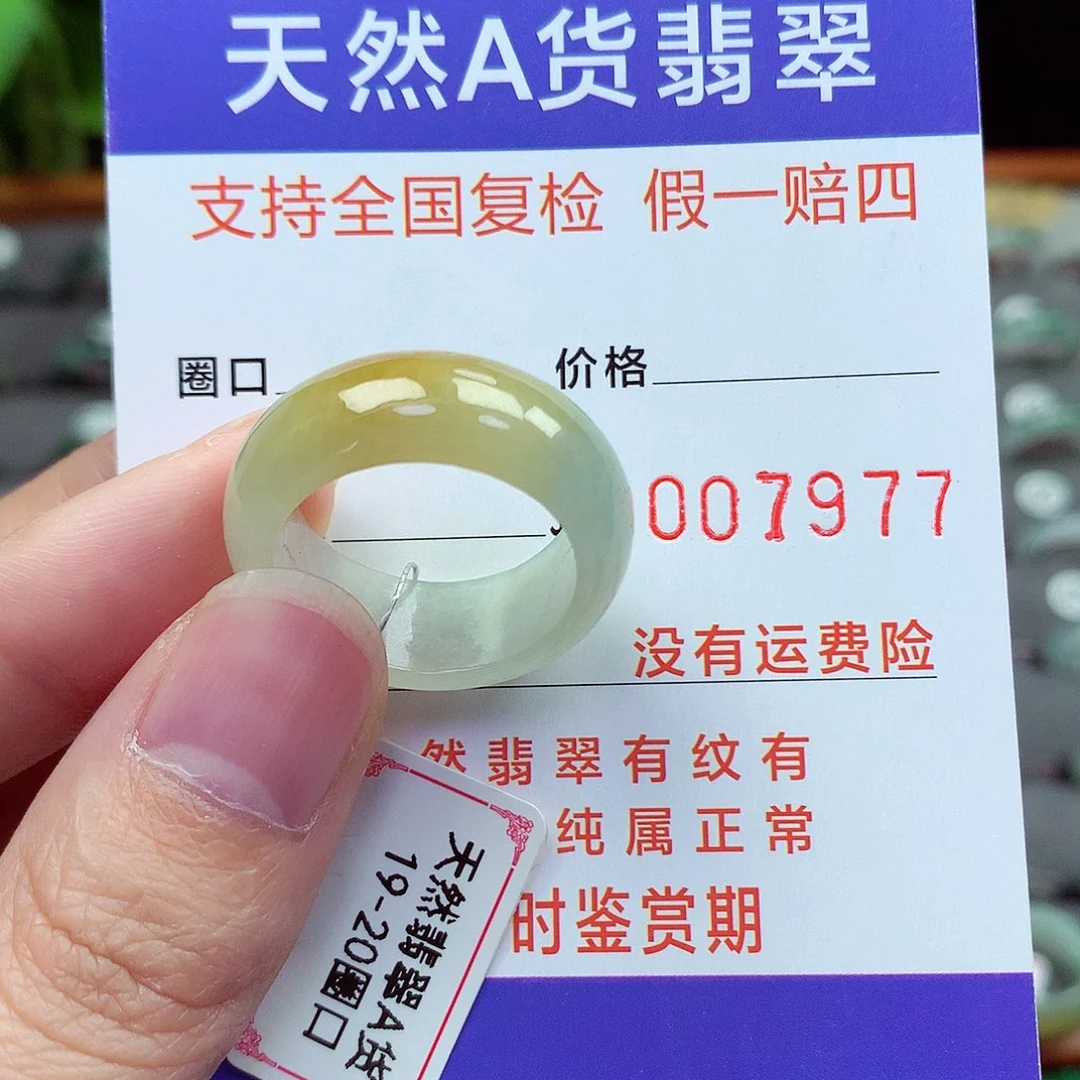 天然A货翡翠
支持全国复检 假一赔四
圈口
价格
007977
没有运费险
然翡翠有纹有
纯属正常
时鉴赏期
天然翡翠A货
19-20圈口